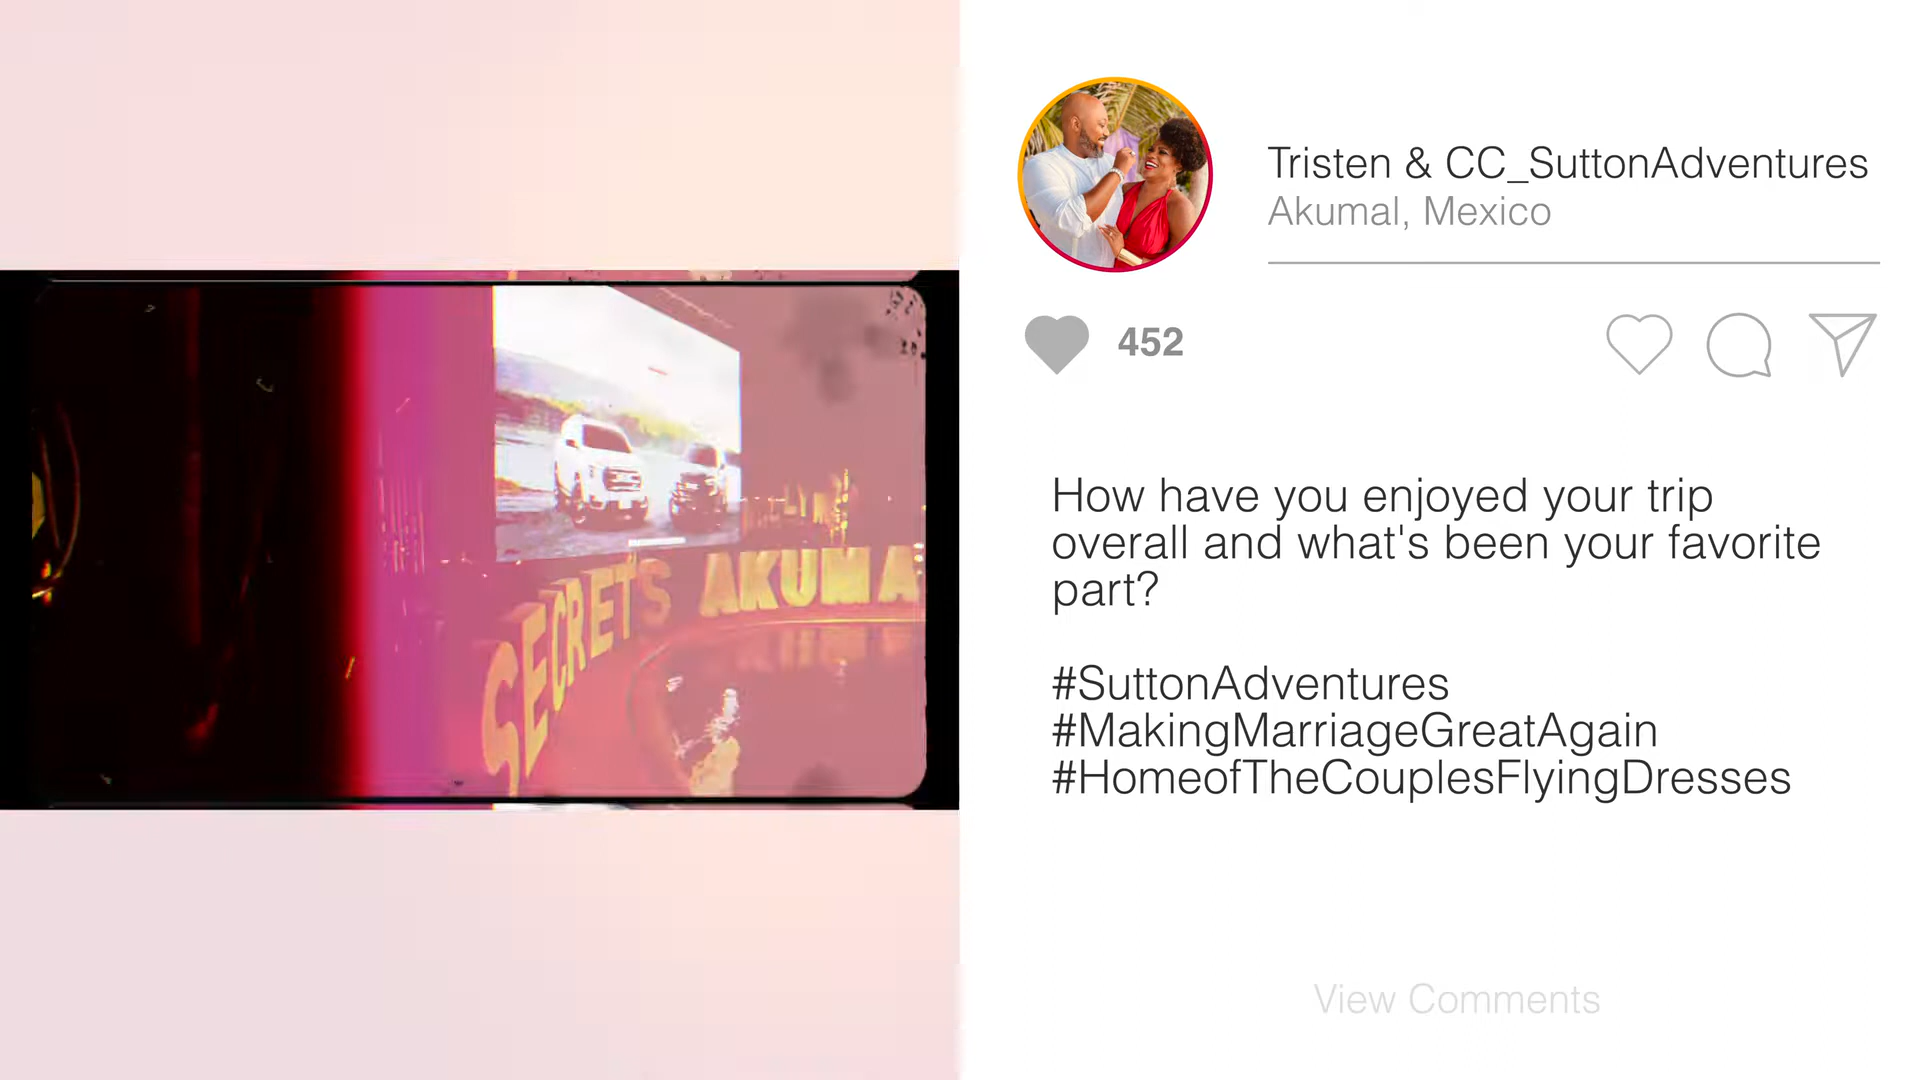 SECRETS AKUMA
Tristen & CC_SuttonAdventures
Akumal, Mexico
452
How have you enjoyed your trip
overall and what's been your favorite
part?
#SuttonAdventures
#MakingMarriageGreatAgain
#HomeofTheCouplesFlyingDresses
View Comments